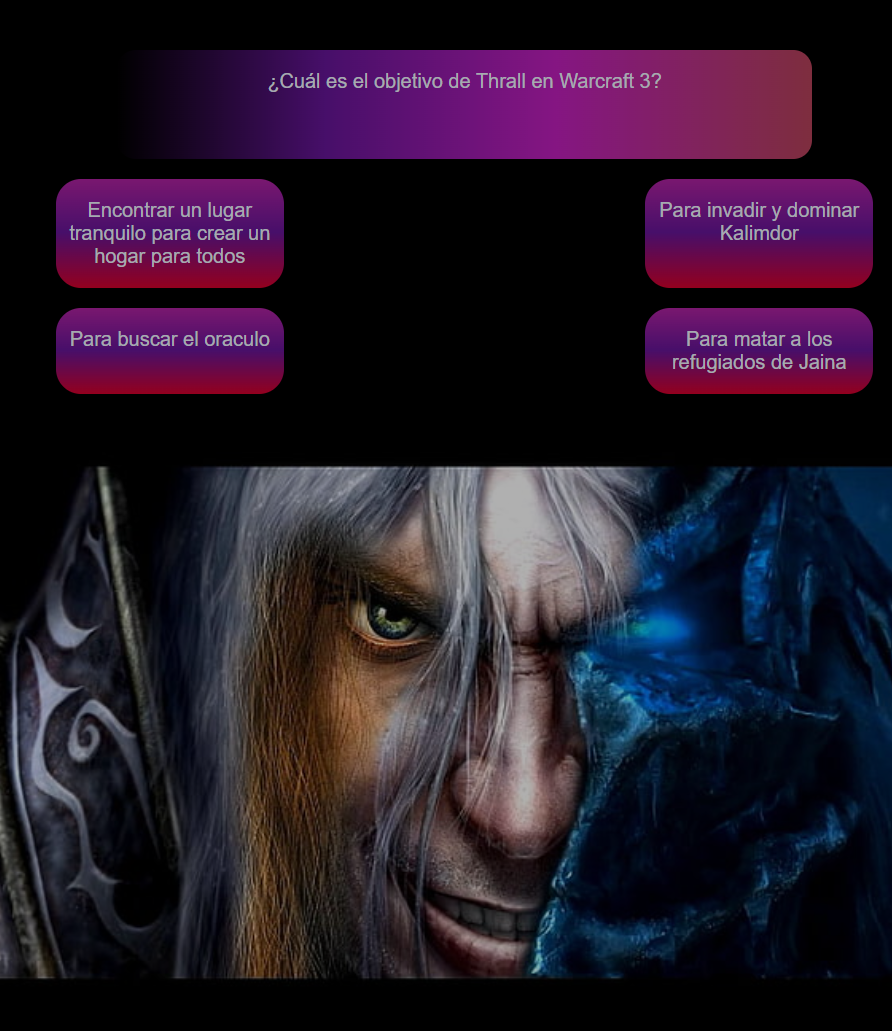 ¿Cuál es el objetivo de Thrall en Warcraft 3?
Encontrar un lugar
tranquilo para crear un
hogar para todos
Para invadir y dominar
Kalimdor
Para buscar el oraculo
Para matar a los
refugiados de Jaina